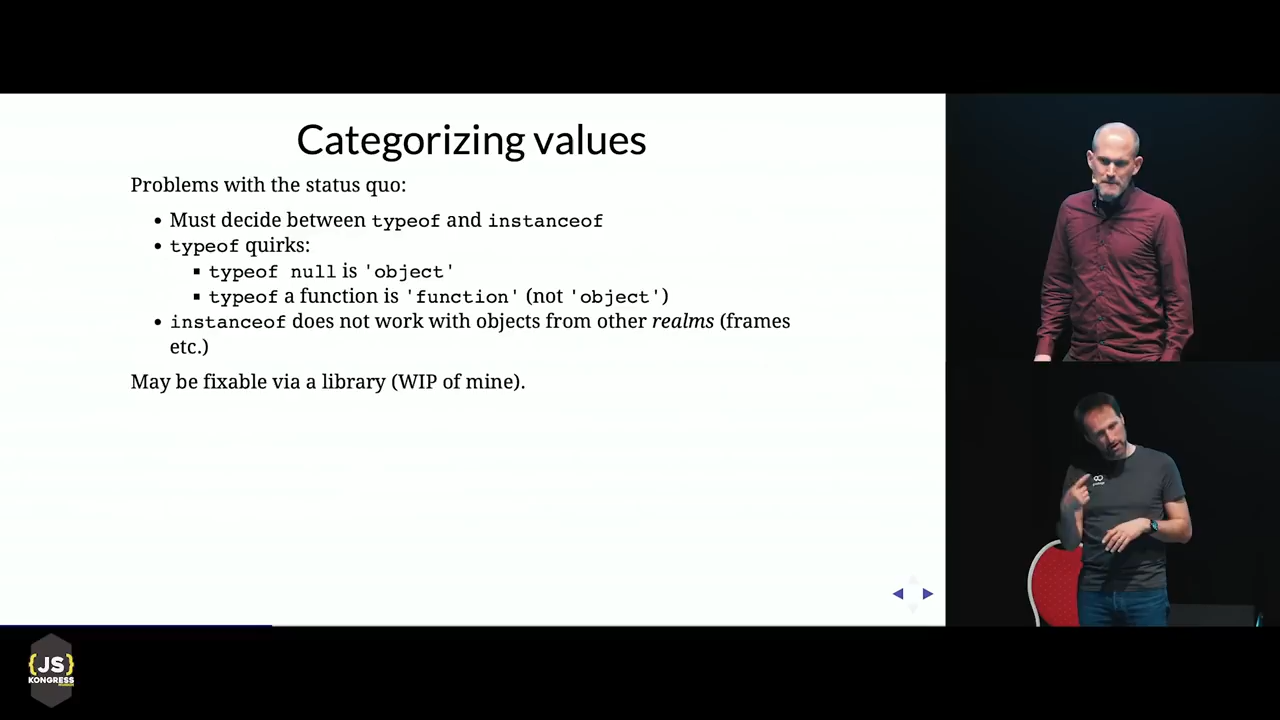 Categorizing values
Problems with the status quo:
• Must decide between typeof and instanceof
• typeof quirks:
▪ typeof null is 'object'
▪ typeof a function is 'function' (not 'object')
• instanceof does not work with objects from other realms (frames
etc.)
May be fixable via a library (WIP of mine).
{JS}
KONGRESS